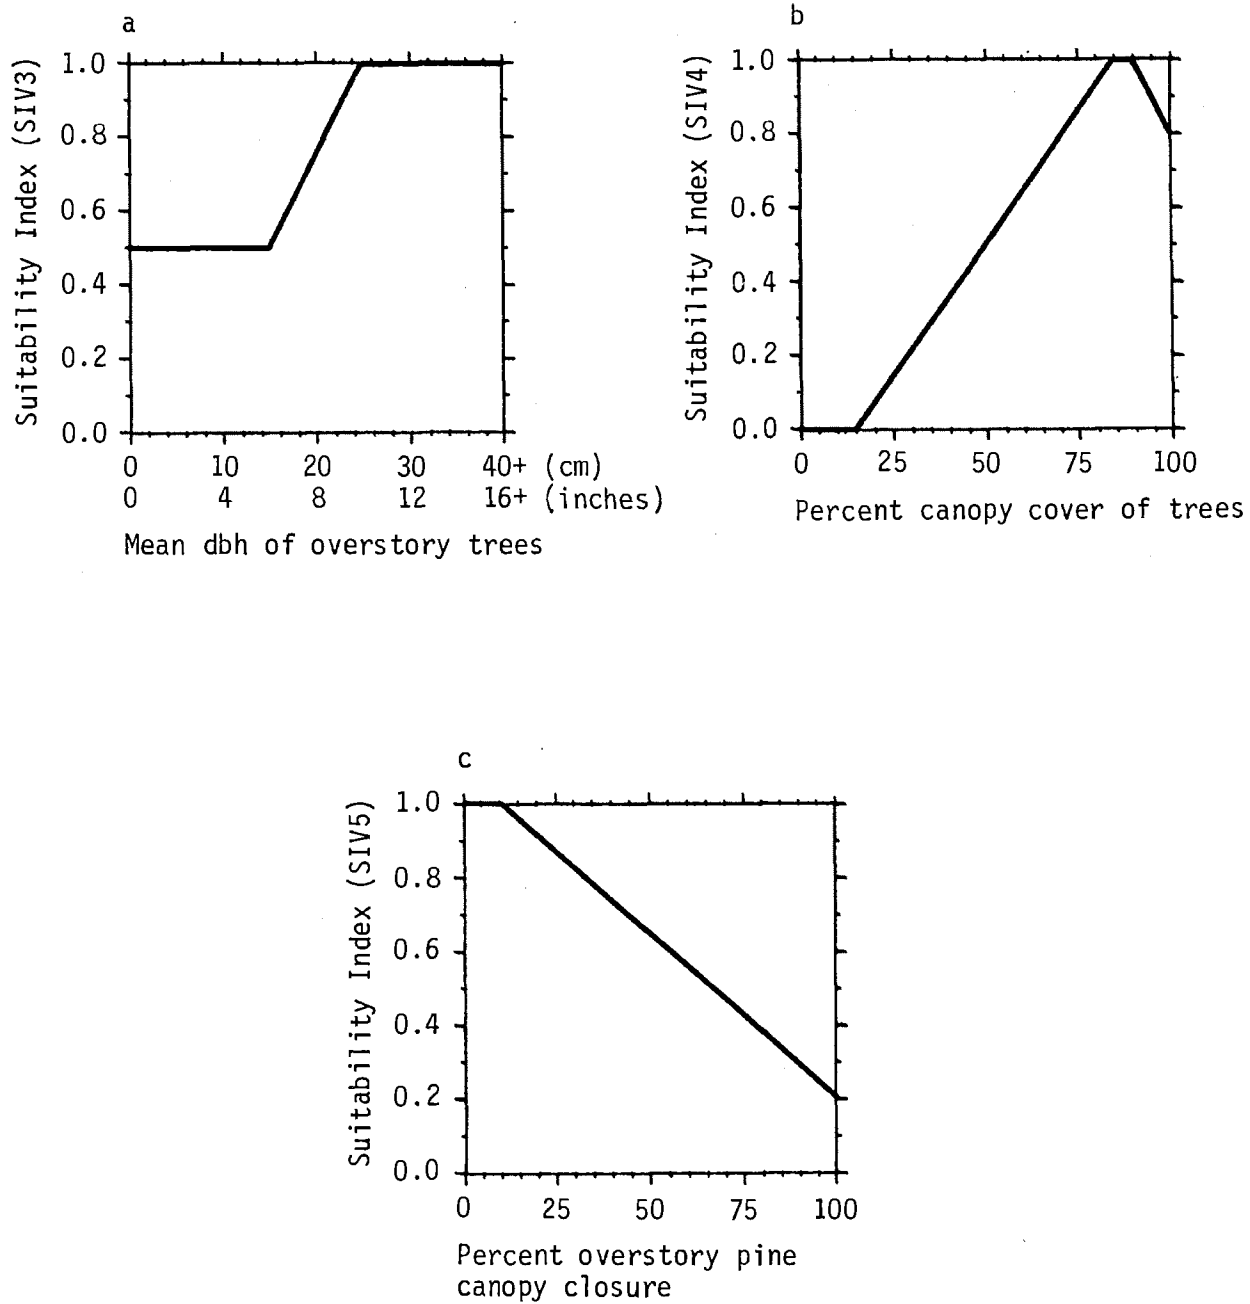 a
Suitability Index (SIV3)
1.0
0.8
0.6
0.4
0.2
0.0
0 10 20 30 40+ (cm)
0 4 8 12 16+ (inches)
Mean dbh of overstory trees
b
Suitability Index (SIV4)
1.0
0.8
0.6
0.4
0.2
0.0
0 25 50 75 100
Percent canopy cover of trees
c
Suitability Index (SIV5)
1.0
0.8
0.6
0.4
0.2
0.0
0 25 50 75 100
Percent overstory pine
canopy closure